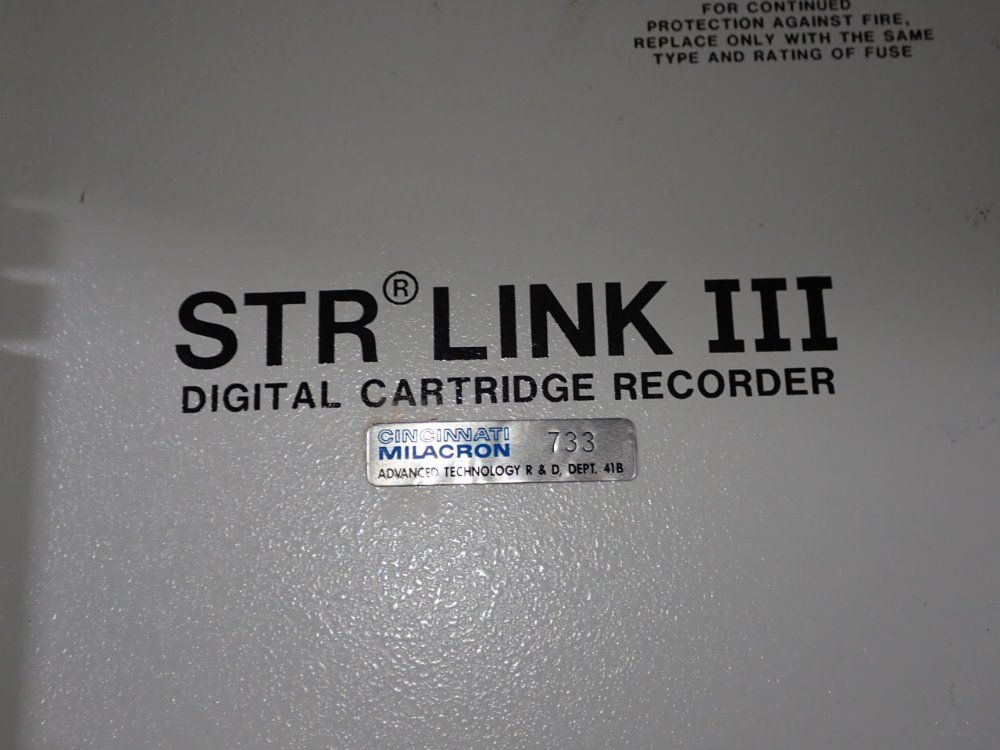 FOR CONTINUED
PROTECTION AGAINST FIRE,
REPLACE ONLY WITH THE SAME
TYPE AND RATING OF FUSE
STR® LINK III
DIGITAL CARTRIDGE RECORDER
CINCINNATI
MILACRON 733
ADVANCED TECHNOLOGY R & D, DEPT. 41B